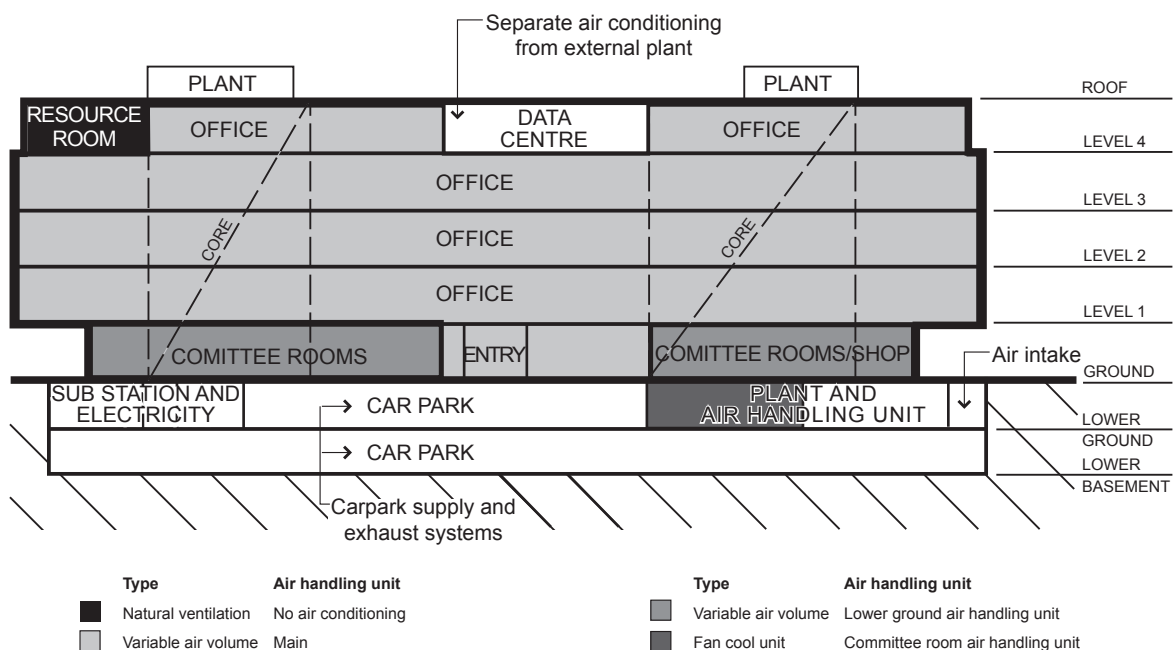 Separate air conditioning
from external plant
PLANT
PLANT
ROOF
RESOURCE
ROOM
OFFICE
DATA
CENTRE
OFFICE
LEVEL 4
OFFICE
LEVEL 3
CORE
OFFICE
CORE
LEVEL 2
OFFICE
LEVEL 1
COMITTEE ROOMS
ENTRY
COMITTEE ROOMS/SHOP
Air intake
GROUND
SUB STATION AND
ELECTRICITY
CAR PARK
PLANT AND
AIR HANDLING UNIT
LOWER
GROUND
CAR PARK
LOWER
BASEMENT
Carpark supply and
exhaust systems
Type Air handling unit
Natural ventilation No air conditioning
Variable air volume Main
Type Air handling unit
Variable air volume Lower ground air handling unit
Fan cool unit Committee room air handling unit